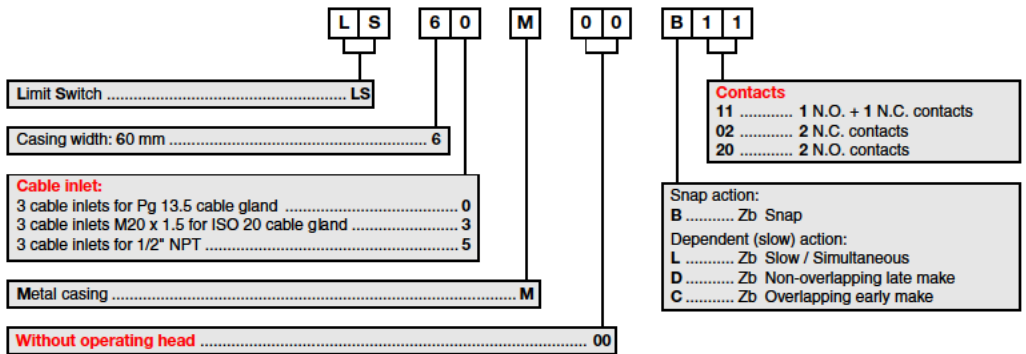 L S 6 0 M 0 0 B 1 1
Limit Switch ........................................................ LS
Casing width: 60 mm ............................................................. 6
Cable inlet:
3 cable inlets for Pg 13.5 cable gland .......................................... 0
3 cable inlets M20 x 1.5 for ISO 20 cable gland .......................... 3
3 cable inlets for 1/2" NPT ............................................................. 5
Metal casing ................................................................................................ M
Without operating head ............................................................................................ 00
Contacts
11 ............ 1 N.O. + 1 N.C. contacts
02 ............ 2 N.C. contacts
20 ............ 2 N.O. contacts
Snap action:
B ........... Zb Snap
Dependent (slow) action:
L ........... Zb Slow / Simultaneous
D ........... Zb Non-overlapping late make
C ........... Zb Overlapping early make